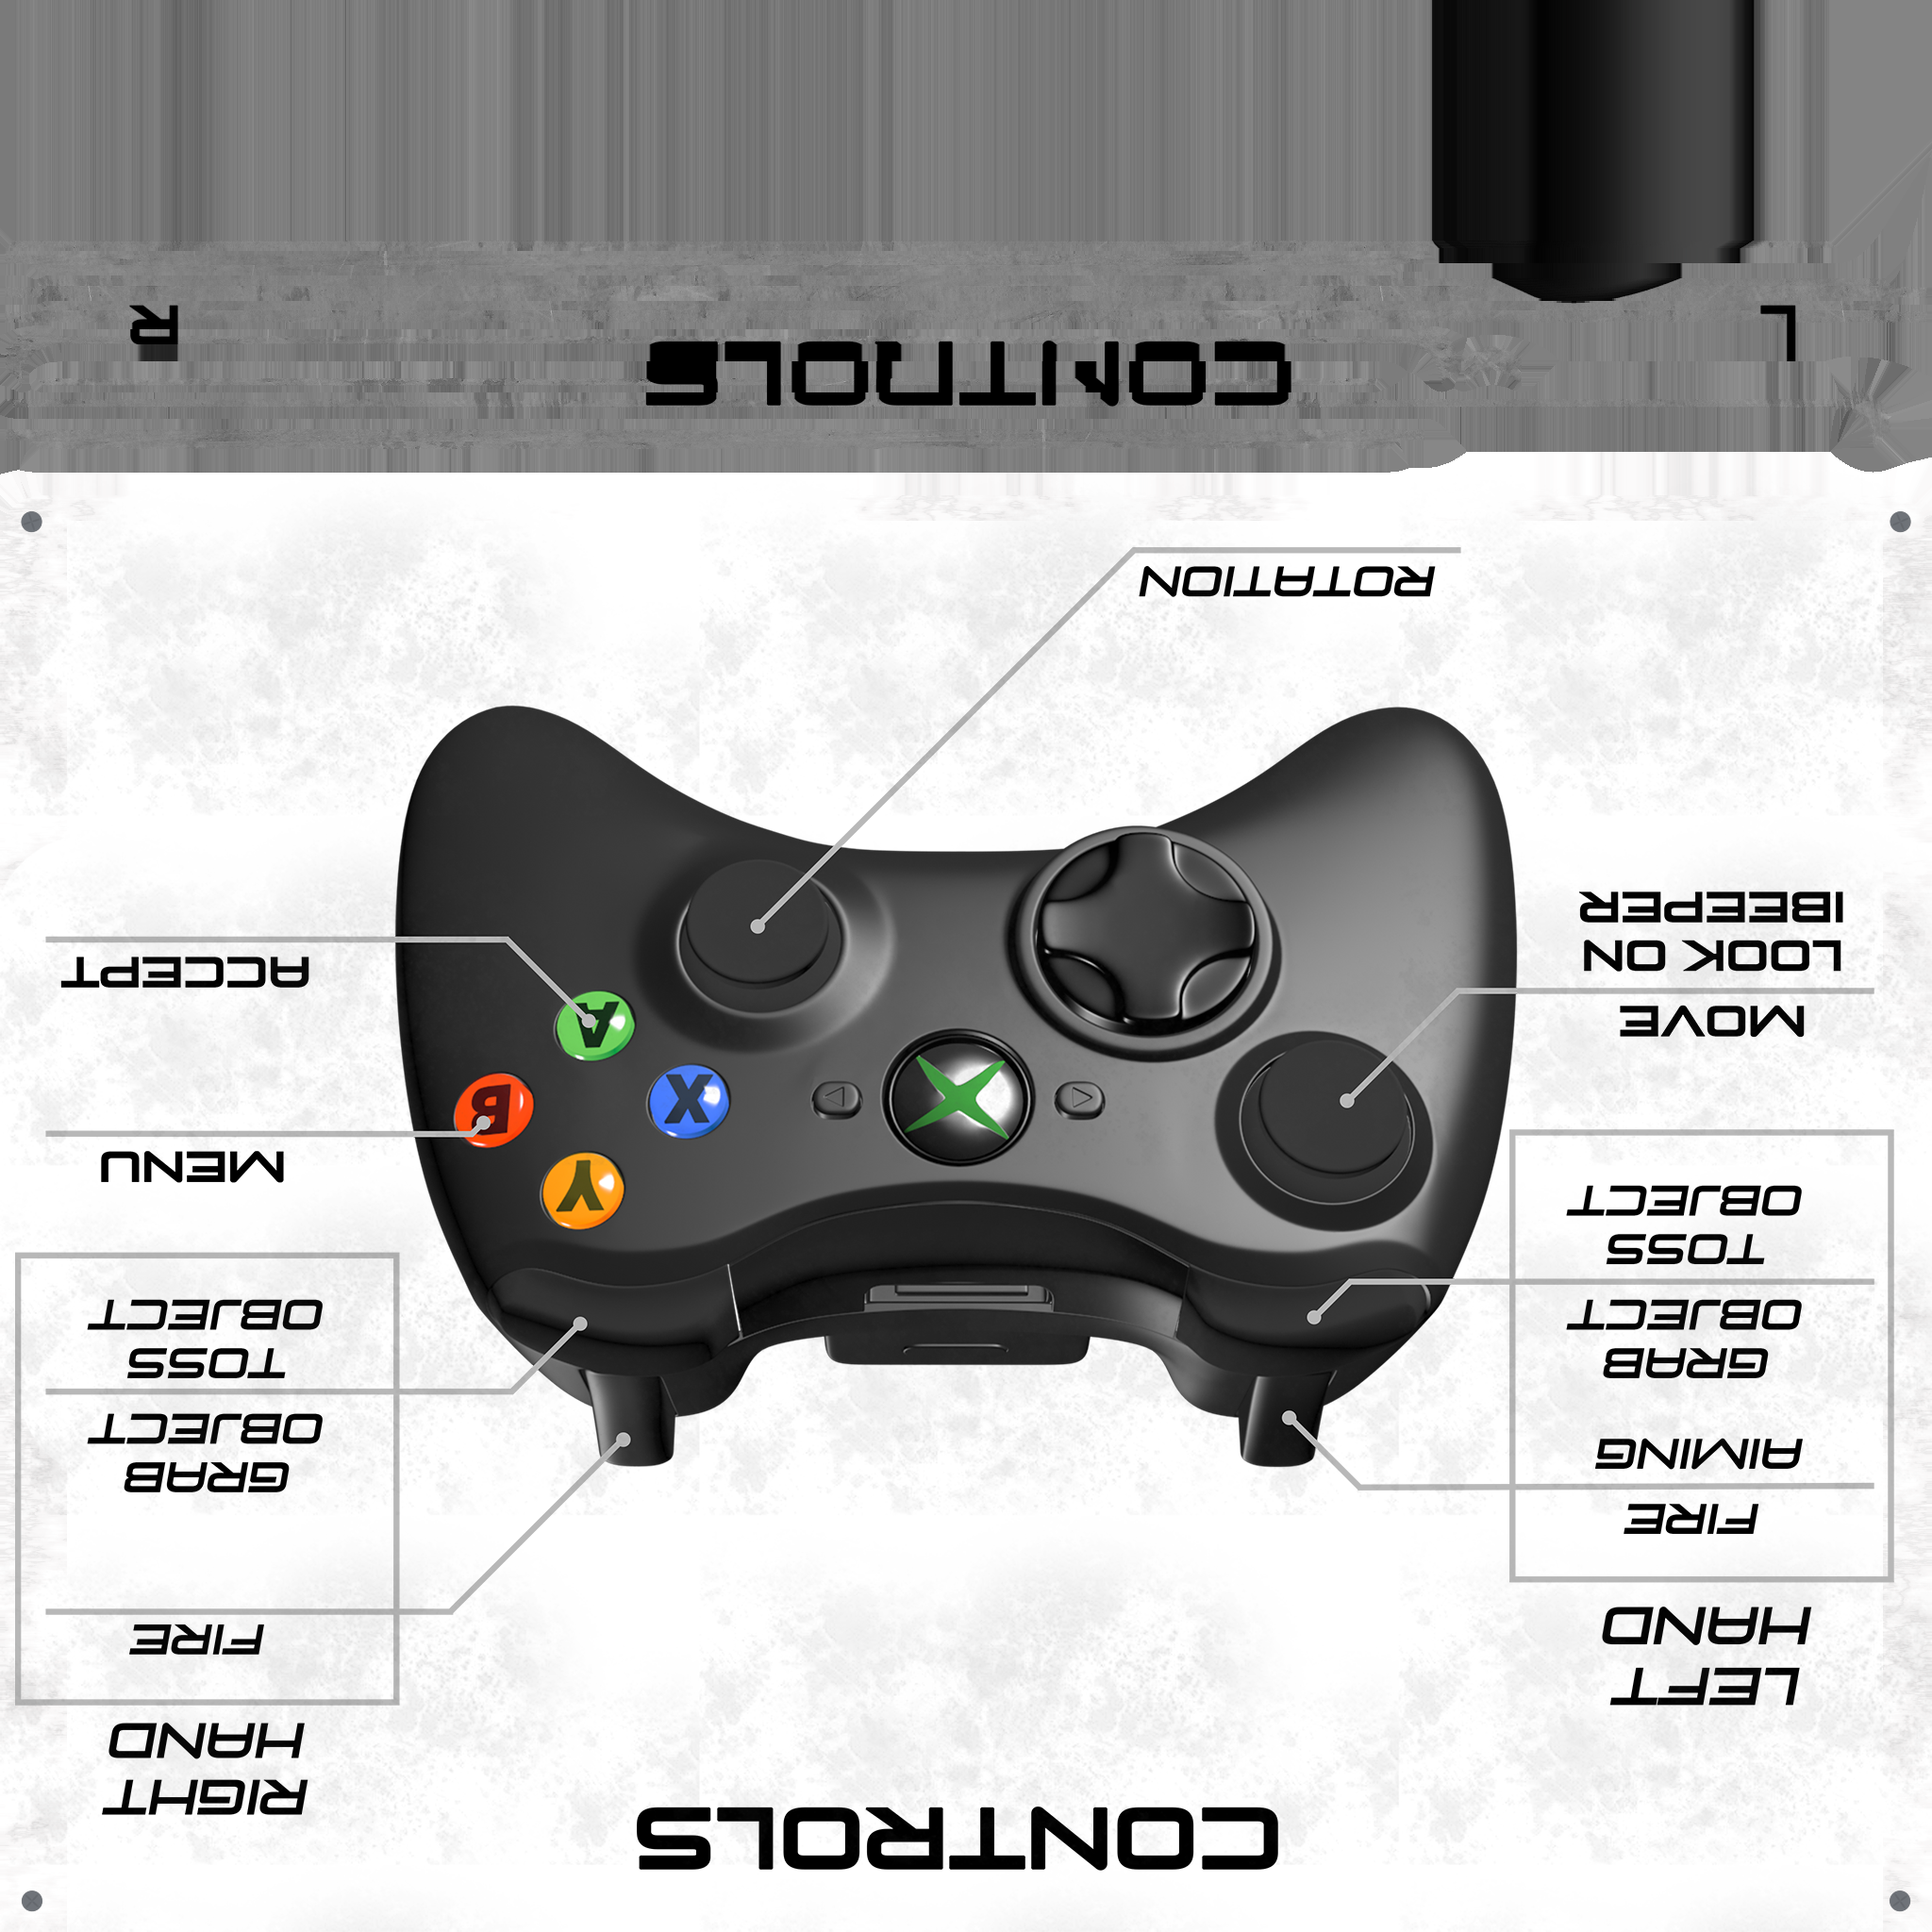 CONTROLS
LEFT
HAND
FIRE
AIMING
GRAB
OBJECT
TOSS
OBJECT
MOVE
LOOK ON
IBEEPER
RIGHT
HAND
FIRE
GRAB
OBJECT
TOSS
OBJECT
MENU
ACCEPT
Y
X
B
A
ROTATION
CONTROLS
L
R